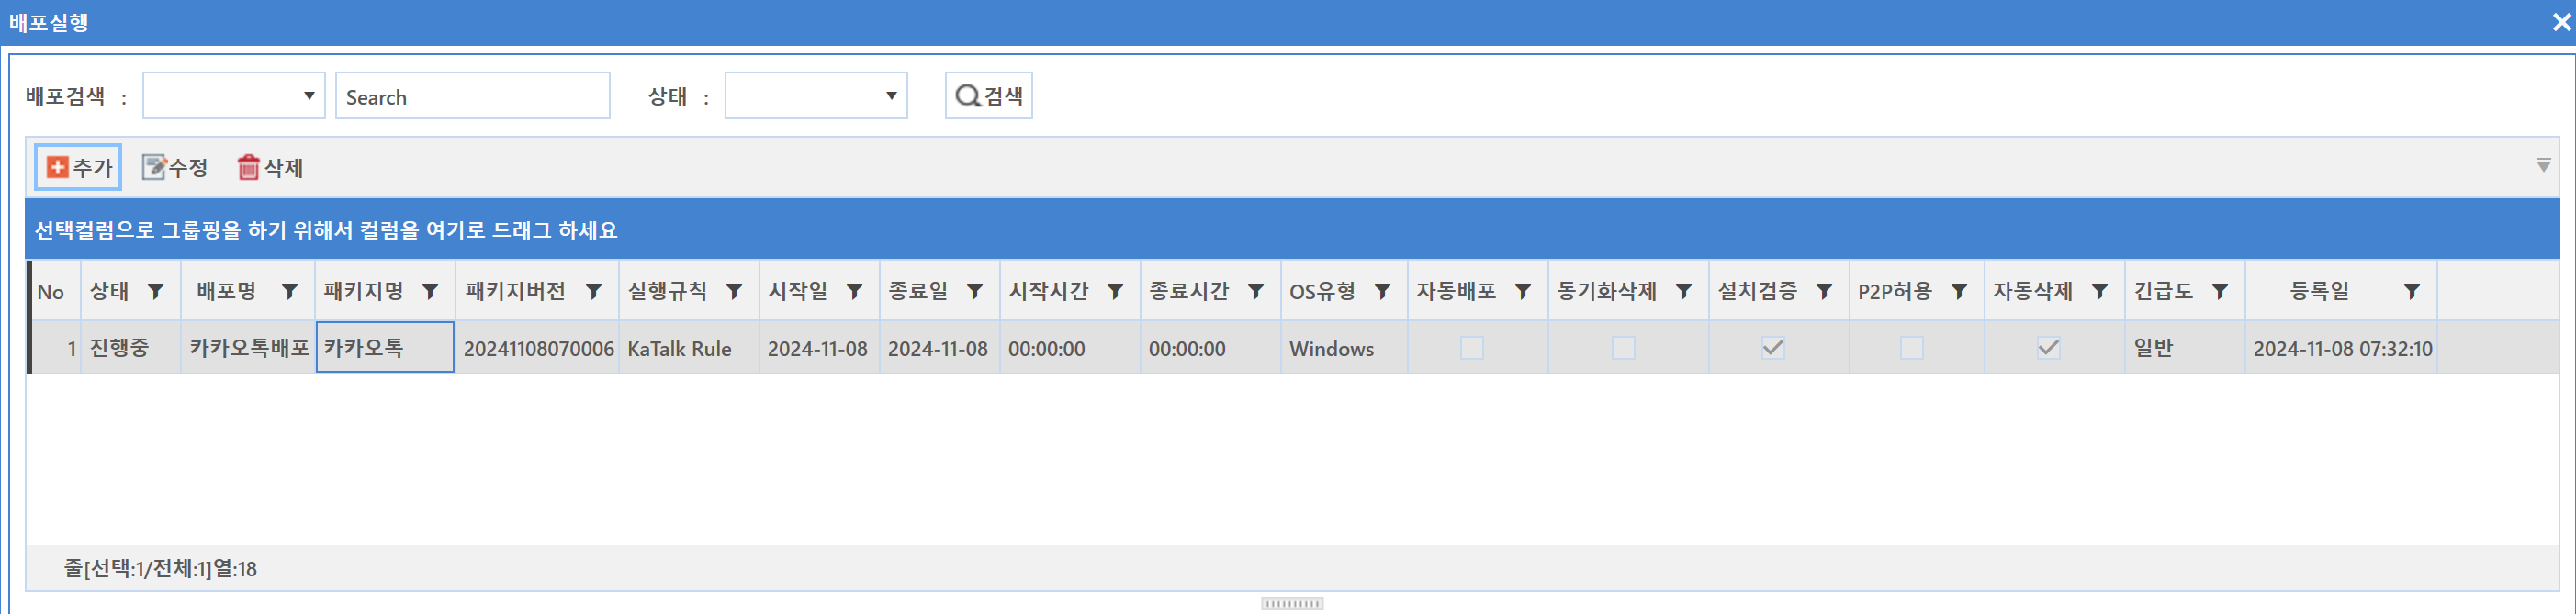 배포실행
배포검색 : Search 상태 : 검색
추가 수정 삭제
선택컬럼으로 그룹핑을 하기 위해서 컬럼을 여기로 드래그 하세요
No 상태 배포명 패키지명 패키지버전 실행규칙 시작일 종료일 시작시간 종료시간 OS유형 자동배포 동기화삭제 설치검증 P2P허용 자동삭제 긴급도 등록일
1 진행중 카카오톡배포 카카오톡 20241108070006 KaTalk Rule 2024-11-08 2024-11-08 00:00:00 00:00:00 Windows 일반 2024-11-08 07:32:10
줄[선택:1/전체:1]열:18